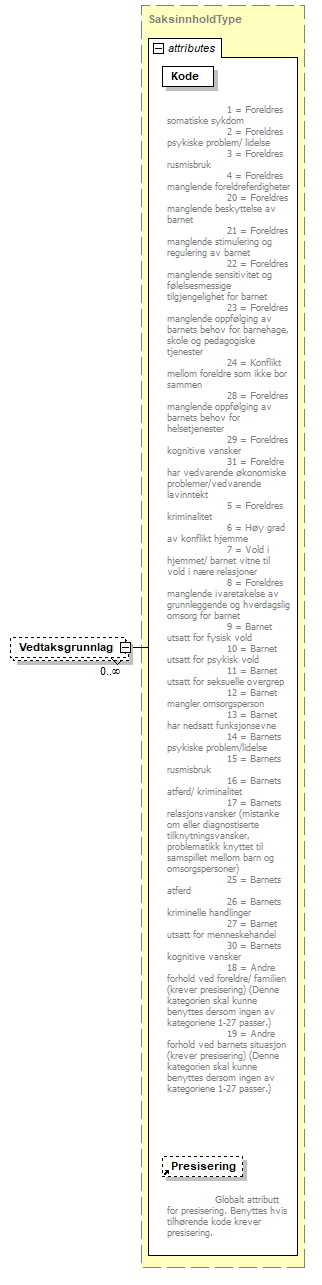 SaksinnholdType
attributes
Kode
1 = Foreldres
somatiske sykdom
2 = Foreldres
psykiske problem/ lidelse
3 = Foreldres
rusmisbruk
4 = Foreldres
manglende foreldreferdigheter
20 = Foreldres
manglende beskyttelse av
barnet
21 = Foreldres
manglende stimulering og
regulering av barnet
22 = Foreldres
manglende sensitivitet og
følelsesmessige
tilgjengelighet for barnet
23 = Foreldres
manglende oppfølging av
barnets behov for barnehage,
skole og pedagogiske
tjenester
24 = Konflikt
mellom foreldre som ikke bor
sammen
28 = Foreldres
manglende oppfølging av
barnets behov for
helsetjenester
29 = Foreldres
kognitive vansker
31 = Foreldre
har vedvarende økonomiske
problemer/vedvarende
lavinntekt
5 = Foreldres
kriminalitet
6 = Høy grad
av konflikt hjemme
7 = Vold i
hjemmet/ barnet vitne til
vold i nære relasjoner
8 = Foreldres
manglende ivaretakelse av
grunnleggende og hverdagslig
omsorg for barnet
9 = Barnet
utsatt for fysisk vold
10 = Barnet
utsatt for psykisk vold
11 = Barnet
utsatt for seksuelle overgrep
12 = Barnet
mangler omsorgsperson
13 = Barnet
har nedsatt funksjonsevne
14 = Barnets
psykiske problem/lidelse
15 = Barnets
rusmisbruk
16 = Barnets
atferd/ kriminalitet
17 = Barnets
relasjonsvansker (mistanke
om eller diagnostiserte
tilknytningsvansker,
problematikk knyttet til
samspillet mellom barn og
omsorgspersoner)
25 = Barnets
atferd
26 = Barnets
kriminelle handlinger
27 = Barnet
utsatt for menneskehandel
30 = Barnets
kognitive vansker
18 = Andre
forhold ved foreldre/ familien
(krever presisering) (Denne
kategorien skal kunne
benyttes dersom ingen av
kategoriene 1-27 passer.)
19 = Andre
forhold ved barnets situasjon
(krever presisering) (Denne
kategorien skal kunne
benyttes dersom ingen av
kategoriene 1-27 passer.)
Vedtaksgrunnlag
0..∞
Presisering
Globalt attributt
for presisering. Benyttes hvis
tilhørende kode krever
presisering.